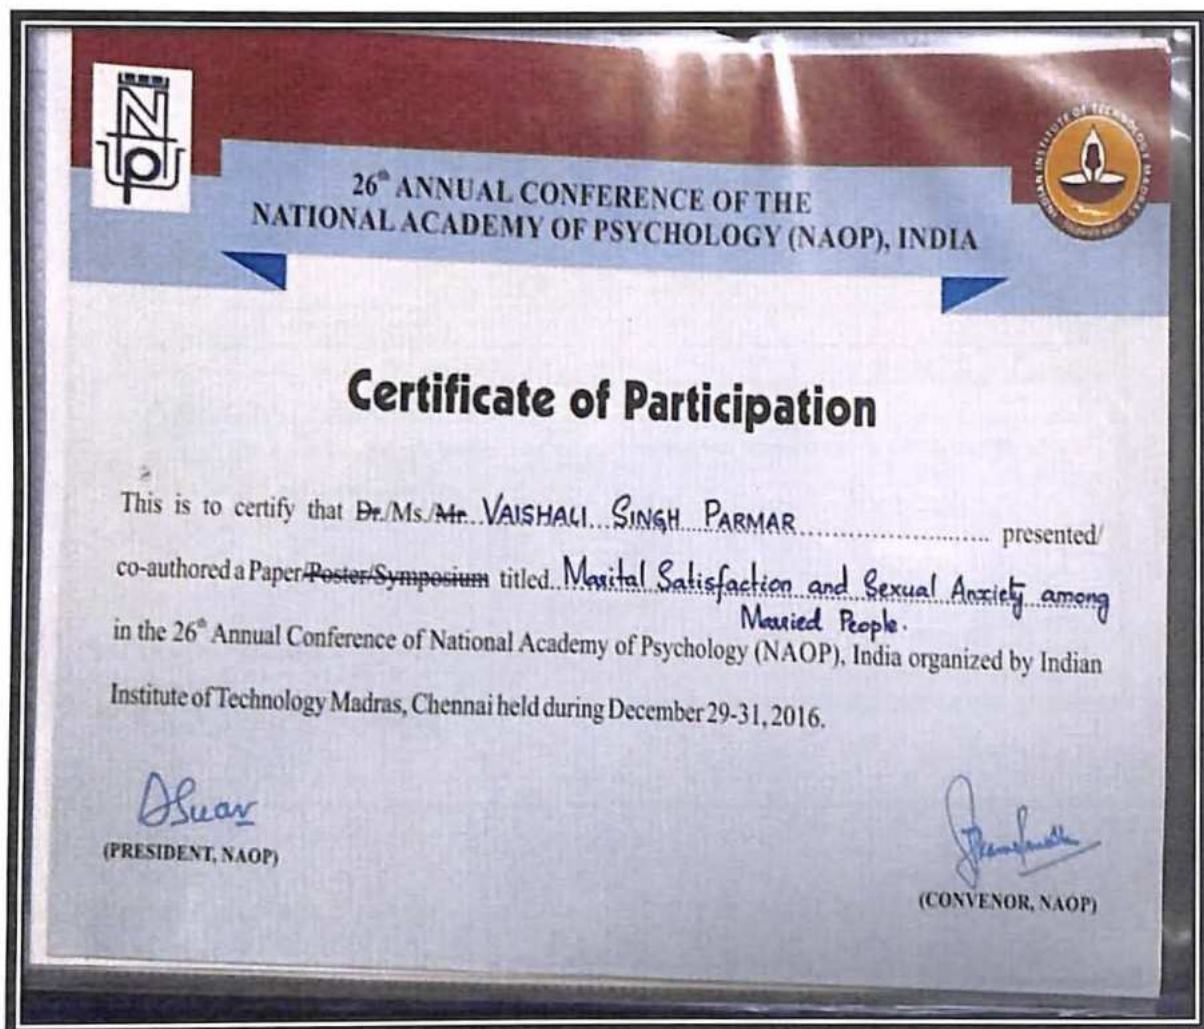 26th ANNUAL CONFERENCE OF THE
NATIONAL ACADEMY OF PSYCHOLOGY (NAOP), INDIA
Certificate of Participation
This is to certify that Dr./Ms./Mr. VAISHALI SINGH PARMAR presented/
co-authored a Paper/Poster/Symposium titled Marital Satisfaction and Sexual Anxiety among
Married People.
in the 26th Annual Conference of National Academy of Psychology (NAOP), India organized by Indian
Institute of Technology Madras, Chennai held during December 29-31, 2016.
(PRESIDENT, NAOP)
(CONVENOR, NAOP)